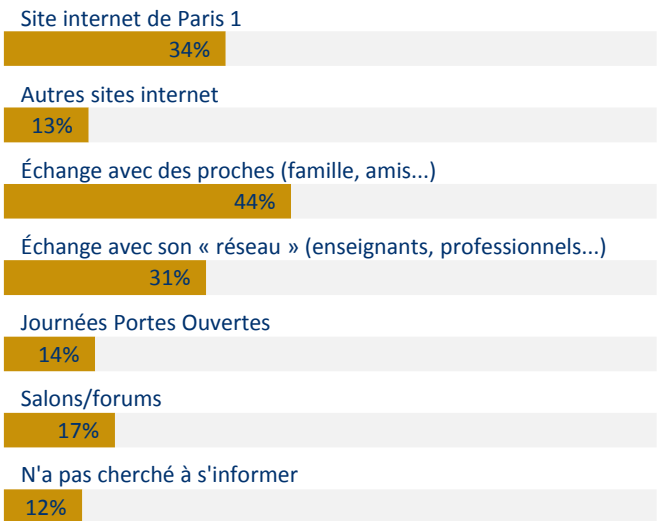 Site internet de Paris 1
34%
Autres sites internet
13%
Échange avec des proches (famille, amis...)
44%
Échange avec son « réseau » (enseignants, professionnels...)
31%
Journées Portes Ouvertes
14%
Salons/forums
17%
N'a pas cherché à s'informer
12%